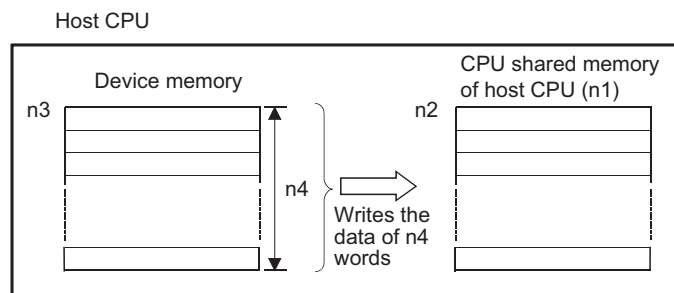 Host CPU
Device memory
CPU shared memory
of host CPU (n1)
n3
n2
n4
Writes the
data of n4
words